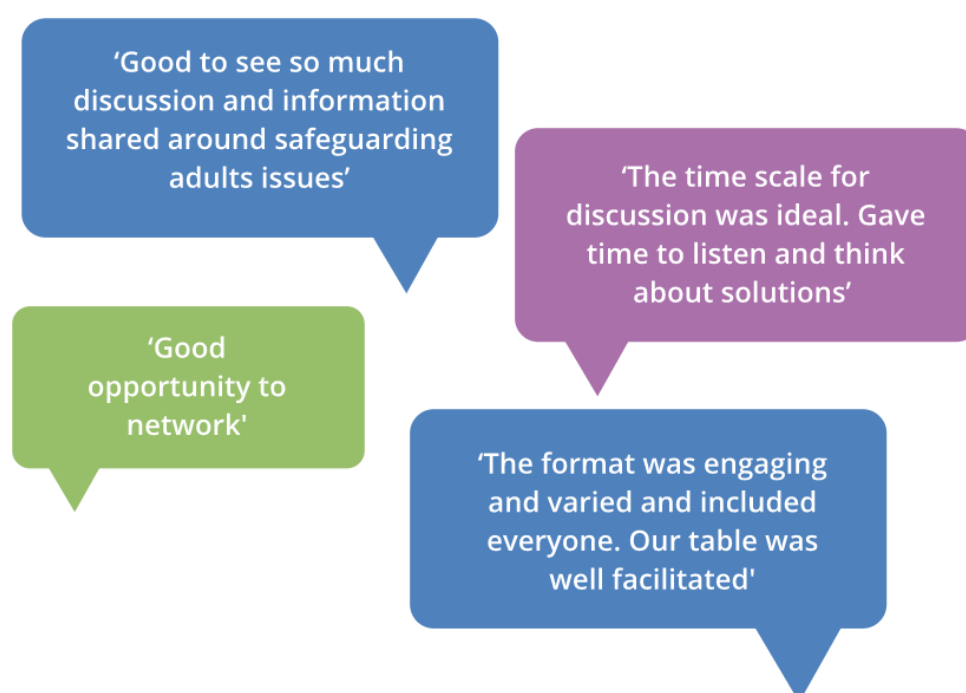 ‘Good to see so much
discussion and information
shared around safeguarding
adults issues’
‘The time scale for
discussion was ideal. Gave
time to listen and think
about solutions’
‘Good
opportunity to
network'
‘The format was engaging
and varied and included
everyone. Our table was
well facilitated'